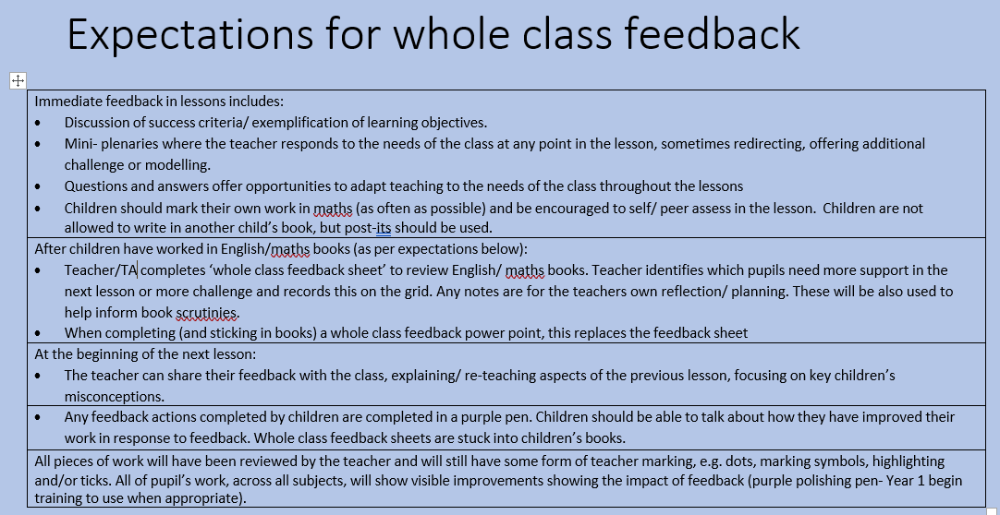 Expectations for whole class feedback
Immediate feedback in lessons includes:
• Discussion of success criteria/ exemplification of learning objectives.
• Mini- plenaries where the teacher responds to the needs of the class at any point in the lesson, sometimes redirecting, offering additional
challenge or modelling.
• Questions and answers offer opportunities to adapt teaching to the needs of the class throughout the lessons
• Children should mark their own work in maths (as often as possible) and be encouraged to self/ peer assess in the lesson.  Children are not
allowed to write in another child’s book, but post-its should be used.
After children have worked in English/maths books (as per expectations below):
• Teacher/TA completes ‘whole class feedback sheet’ to review English/ maths books. Teacher identifies which pupils need more support in the
next lesson or more challenge and records this on the grid. Any notes are for the teachers own reflection/ planning. These will be also used to
help inform book scrutinies.
• When completing (and sticking in books) a whole class feedback power point, this replaces the feedback sheet
At the beginning of the next lesson:
• The teacher can share their feedback with the class, explaining/ re-teaching aspects of the previous lesson, focusing on key children’s
misconceptions.
• Any feedback actions completed by children are completed in a purple pen. Children should be able to talk about how they have improved their
work in response to feedback. Whole class feedback sheets are stuck into children’s books.
All pieces of work will have been reviewed by the teacher and will still have some form of teacher marking, e.g. dots, marking symbols, highlighting
and/or ticks. All of pupil’s work, across all subjects, will show visible improvements showing the impact of feedback (purple polishing pen- Year 1 begin
training to use when appropriate).